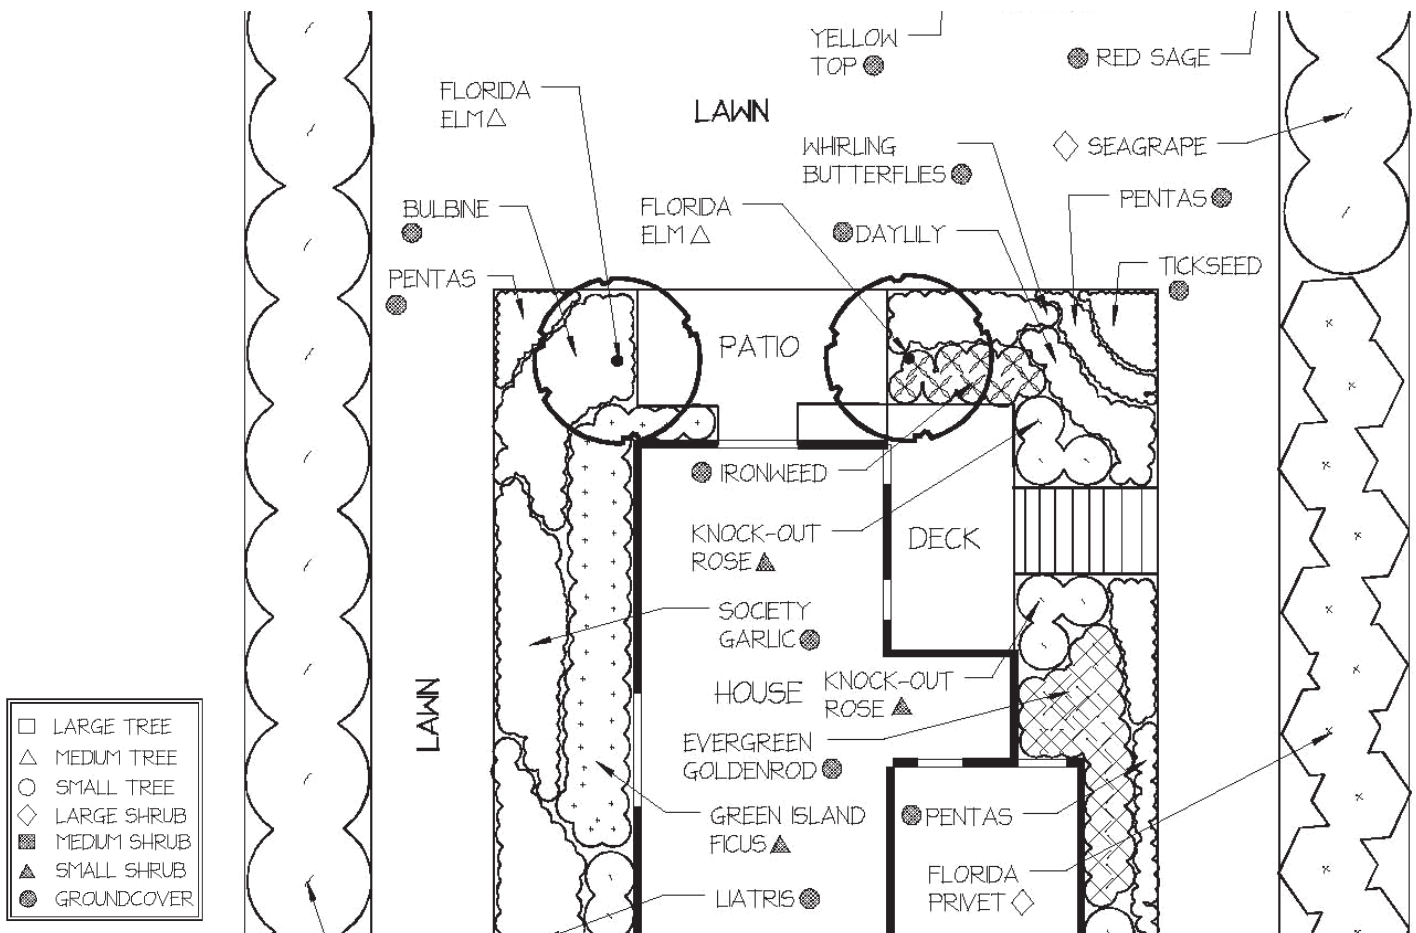 YELLOW
TOP
RED SAGE
FLORIDA
ELM
LAWN
WHIRLING
BUTTERFLIES
SEAGRAPE
PENTAS
BULBINE
FLORIDA
ELM
DAYLILY
PENTAS
TICKSEED
PATIO
IRONWEED
KNOCK-OUT
ROSE
DECK
SOCIETY
GARLIC
HOUSE
KNOCK-OUT
ROSE
LAWN
EVERGREEN
GOLDENROD
GREEN ISLAND
FICUS
PENTAS
FLORIDA
PRIVET
LIATRIS
LARGE TREE
MEDIUM TREE
SMALL TREE
LARGE SHRUB
MEDIUM SHRUB
SMALL SHRUB
GROUNDCOVER